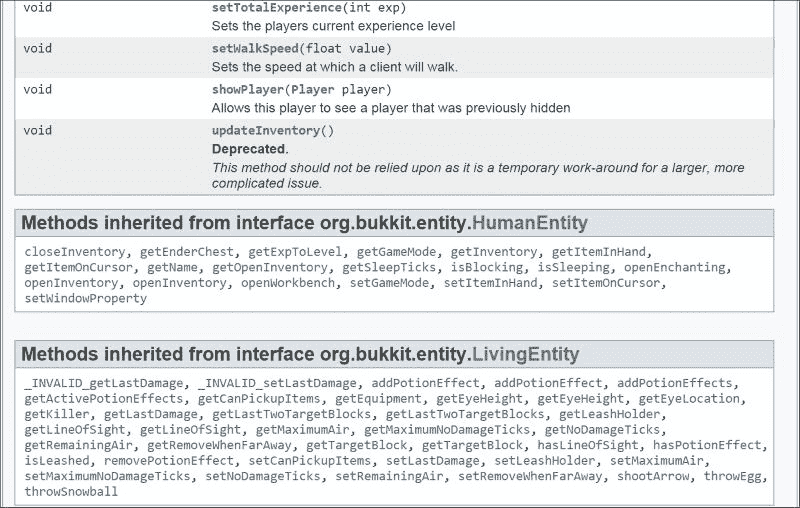 void setTotalExperience(int exp)
Sets the players current experience level
void setWalkSpeed(float value)
Sets the speed at which a client will walk.
void showPlayer(Player player)
Allows this player to see a player that was previously hidden
void updateInventory()
Deprecated.
This method should not be relied upon as it is a temporary work-around for a larger, more
complicated issue.
Methods inherited from interface org.bukkit.entity.HumanEntity
closeInventory, getEnderChest, getExpToLevel, getGameMode, getInventory, getItemInHand,
getItemOnCursor, getName, getOpenInventory, getSleepTicks, isBlocking, isSleeping, openEnchanting,
openInventory, openInventory, openWorkbench, setGameMode, setItemInHand, setItemOnCursor,
setWindowProperty
Methods inherited from interface org.bukkit.entity.LivingEntity
_INVALID_getLastDamage, _INVALID_setLastDamage, addPotionEffect, addPotionEffect, addPotionEffects,
getActivePotionEffects, getCanPickupItems, getEquipment, getEyeHeight, getEyeHeight, getEyeLocation,
getKiller, getLastDamage, getLastTwoTargetBlocks, getLastTwoTargetBlocks, getLeashHolder,
getLineOfSight, getLineOfSight, getMaximumAir, getMaximumNoDamageTicks, getNoDamageTicks,
getRemainingAir, getRemoveWhenFarAway, getTargetBlock, getTargetBlock, hasLineOfSight, hasPotionEffect,
isLeashed, removePotionEffect, setCanPickupItems, setLastDamage, setLeashHolder, setMaximumAir,
setMaximumNoDamageTicks, setNoDamageTicks, setRemainingAir, setRemoveWhenFarAway, shootArrow, throwEgg,
throwSnowball